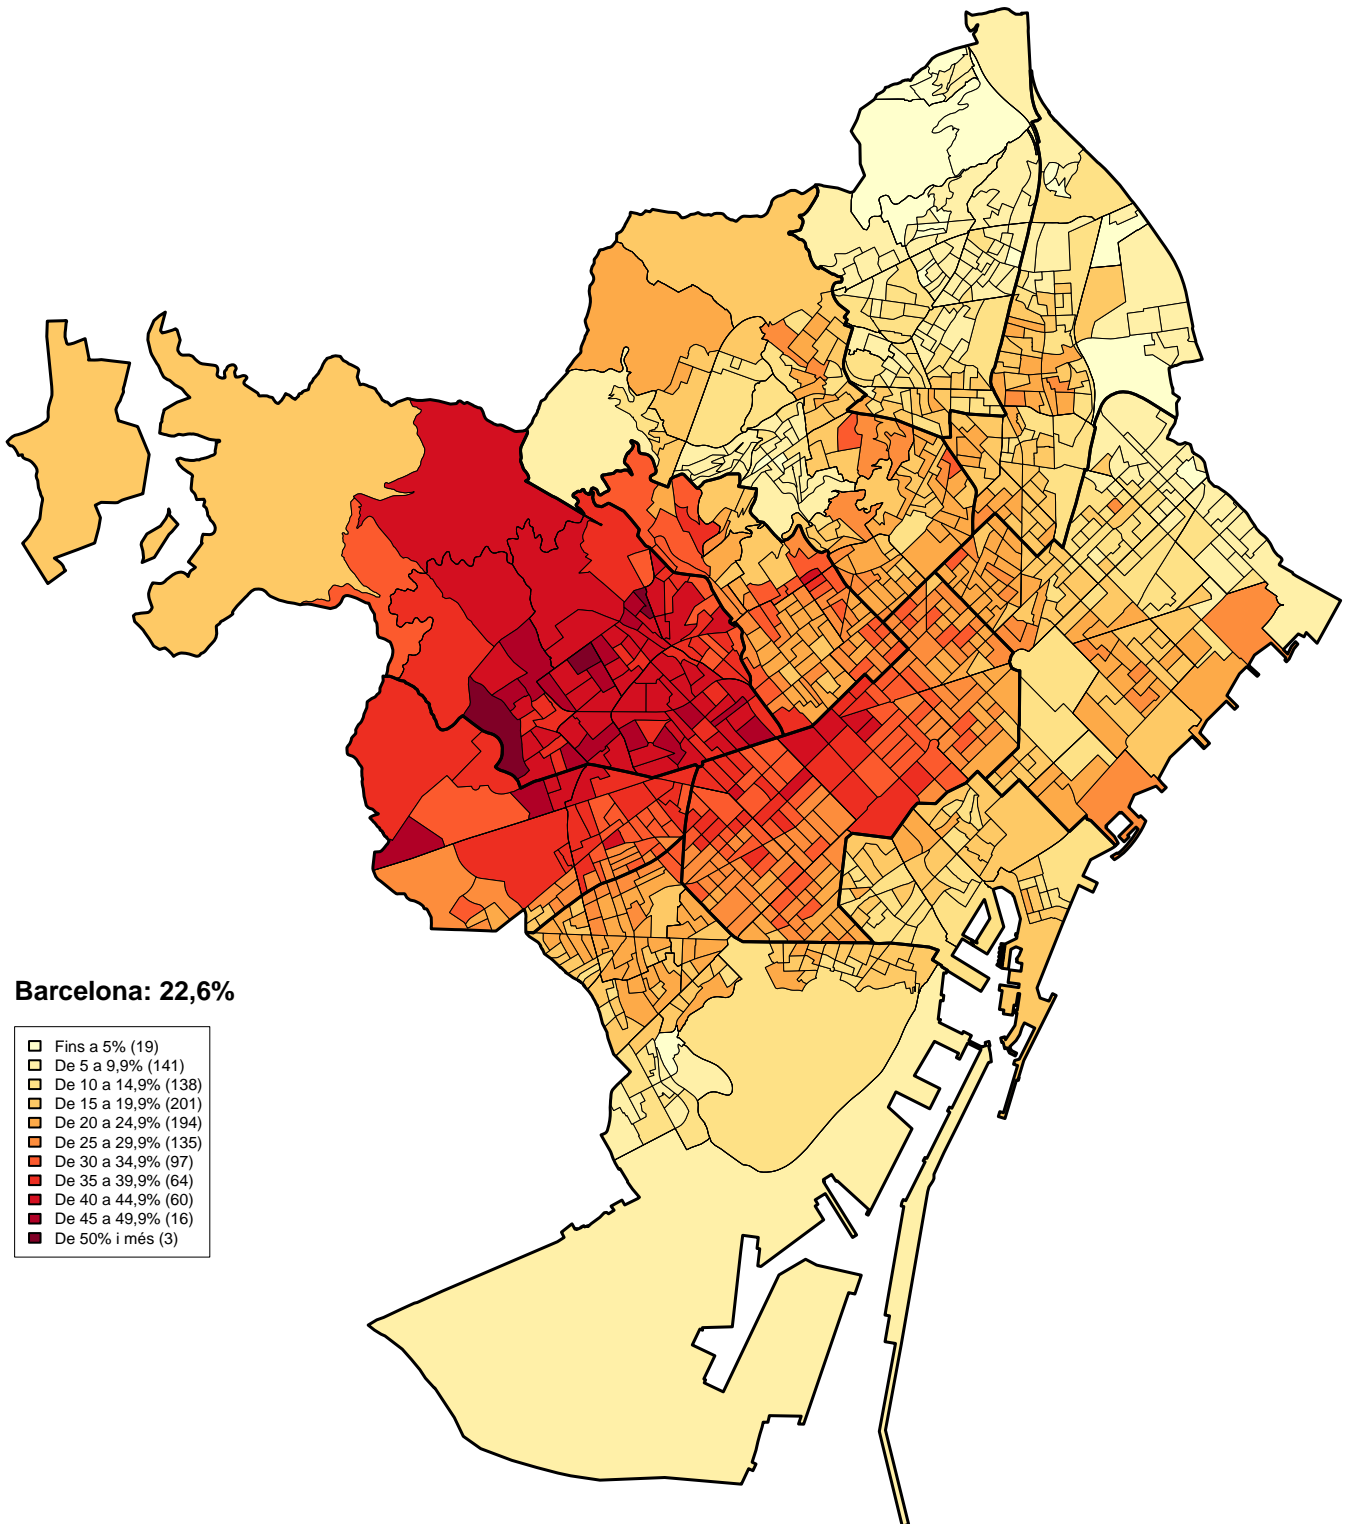 Barcelona: 22,6%
Fins a 5% (19)
De 5 a 9,9% (141)
De 10 a 14,9% (138)
De 15 a 19,9% (201)
De 20 a 24,9% (194)
De 25 a 29,9% (135)
De 30 a 34,9% (97)
De 35 a 39,9% (64)
De 40 a 44,9% (60)
De 45 a 49,9% (16)
De 50% i més (3)